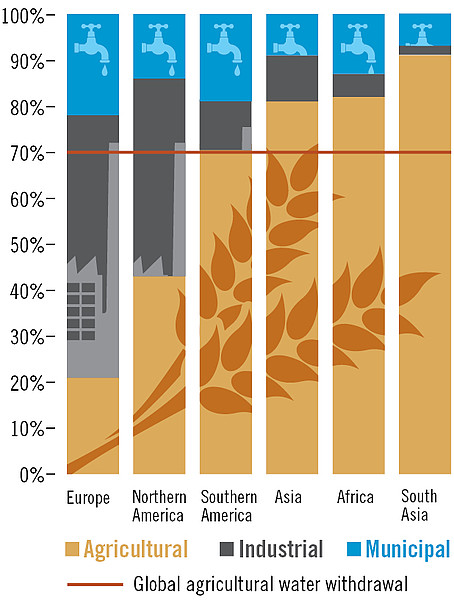 100%
90%
80%
70%
60%
50%
40%
30%
20%
10%
0%
Europe
Northern
America
Southern
America
Asia
Africa
South
Asia
Agricultural Industrial Municipal
Global agricultural water withdrawal